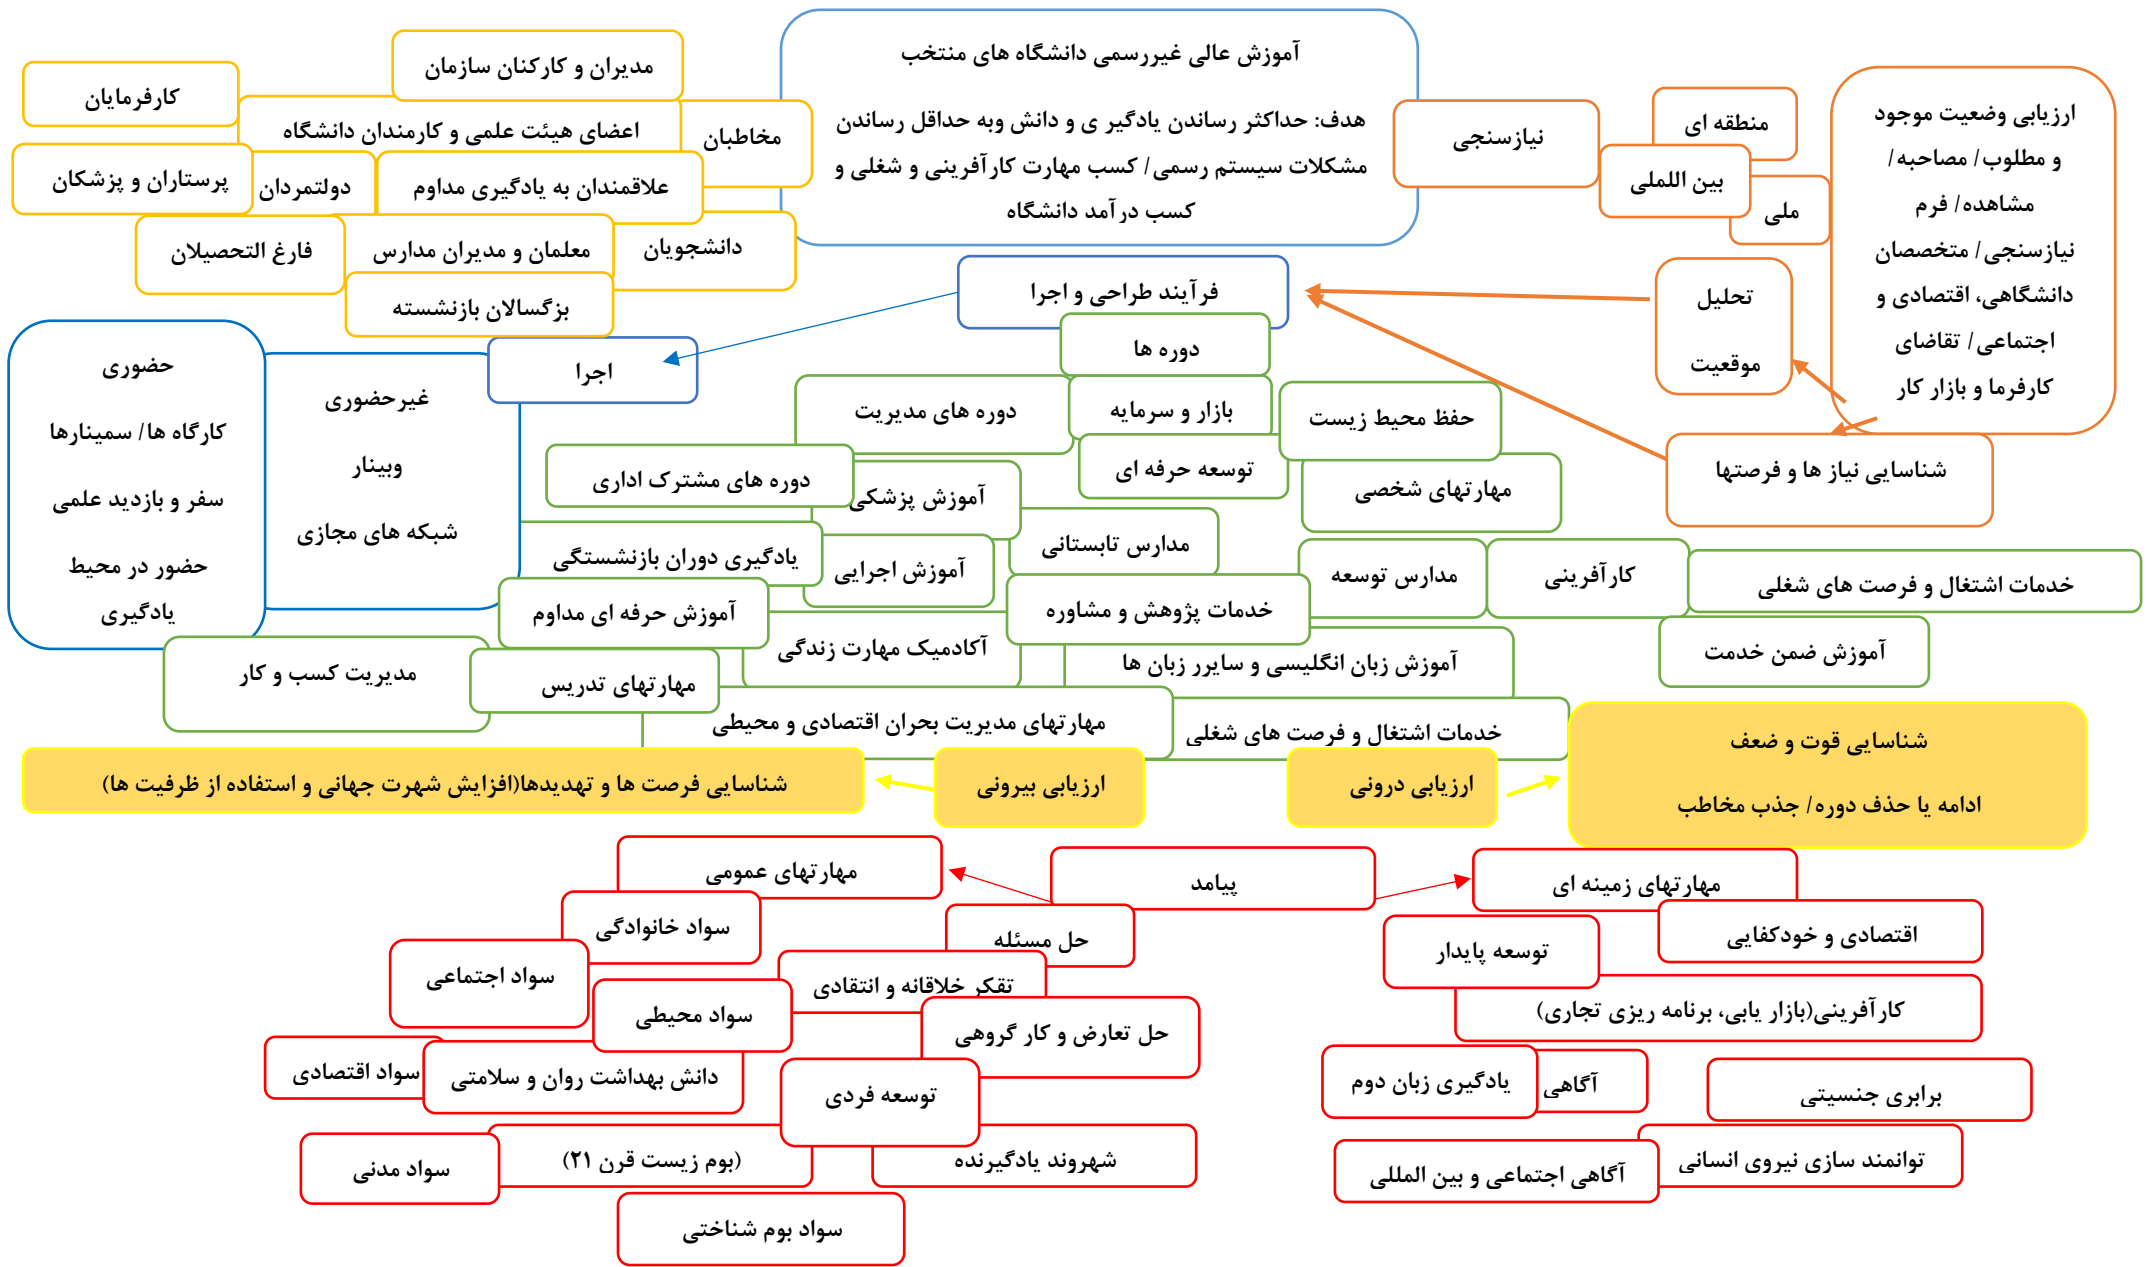 آموزش عالی غیررسمی دانشگاه های منتخب
هدف: حداکثر رساندن یادگیر ی و دانش وبه حداقل رساندن
مشکلات سیستم رسمی/ کسب مهارت کارآفرینی و شغلی و
کسب درآمد دانشگاه
نیازسنجی
منطقه ای
بین اللملی
ملی
ارزیابی وضعیت موجود
و مطلوب/ مصاحبه/
مشاهده/ فرم
نیازسنجی/ متخصصان
دانشگاهی، اقتصادی و
اجتماعی/ تقاضای
کارفرما و بازار کار
تحلیل
موقعیت
شناسایی نیاز ها و فرصتها
مخاطبان
مدیران و کارکنان سازمان
کارفرمایان
اعضای هیئت علمی و کارمندان دانشگاه
علاقمندان به یادگیری مداوم
دولتمردان
پرستاران و پزشکان
دانشجویان
معلمان و مدیران مدارس
فارغ التحصیلان
بزگسالان بازنشسته
فرآیند طراحی و اجرا
اجرا
غیرحضوری
وبینار
شبکه های مجازی
حضوری
کارگاه ها/ سمینارها
سفر و بازدید علمی
حضور در محیط
یادگیری
دوره ها
بازار و سرمایه
دوره های مدیریت
حفظ محیط زیست
توسعه حرفه ای
دوره های مشترک اداری
مهارتهای شخصی
آموزش پزشکی
مدارس تابستانی
یادگیری دوران بازنشستگی
آموزش اجرایی
مدارس توسعه
کارآفرینی
خدمات اشتغال و فرصت های شغلی
خدمات پژوهش و مشاوره
آموزش حرفه ای مداوم
آکادمیک مهارت زندگی
آموزش زبان انگلیسی و سایرر زبان ها
آموزش ضمن خدمت
مدیریت کسب و کار
مهارتهای تدریس
مهارتهای مدیریت بحران اقتصادی و محیطی
خدمات اشتغال و فرصت های شغلی
شناسایی قوت و ضعف
ادامه یا حذف دوره/ جذب مخاطب
ارزیابی درونی
ارزیابی بیرونی
شناسایی فرصت ها و تهدیدها(افزایش شهرت جهانی و استفاده از ظرفیت ها)
پیامد
مهارتهای زمینه ای
اقتصادی و خودکفایی
توسعه پایدار
کارآفرینی(بازار یابی، برنامه ریزی تجاری)
آگاهی
یادگیری زبان دوم
برابری جنسیتی
توانمند سازی نیروی انسانی
آگاهی اجتماعی و بین المللی
مهارتهای عمومی
سواد خانوادگی
حل مسئله
سواد اجتماعی
تفکر خلاقانه و انتقادی
سواد محیطی
حل تعارض و کار گروهی
سواد اقتصادی
دانش بهداشت روان و سلامتی
توسعه فردی
سواد مدنی
(بوم زیست قرن ۲۱)
شهروند یادگیرنده
سواد بوم شناختی